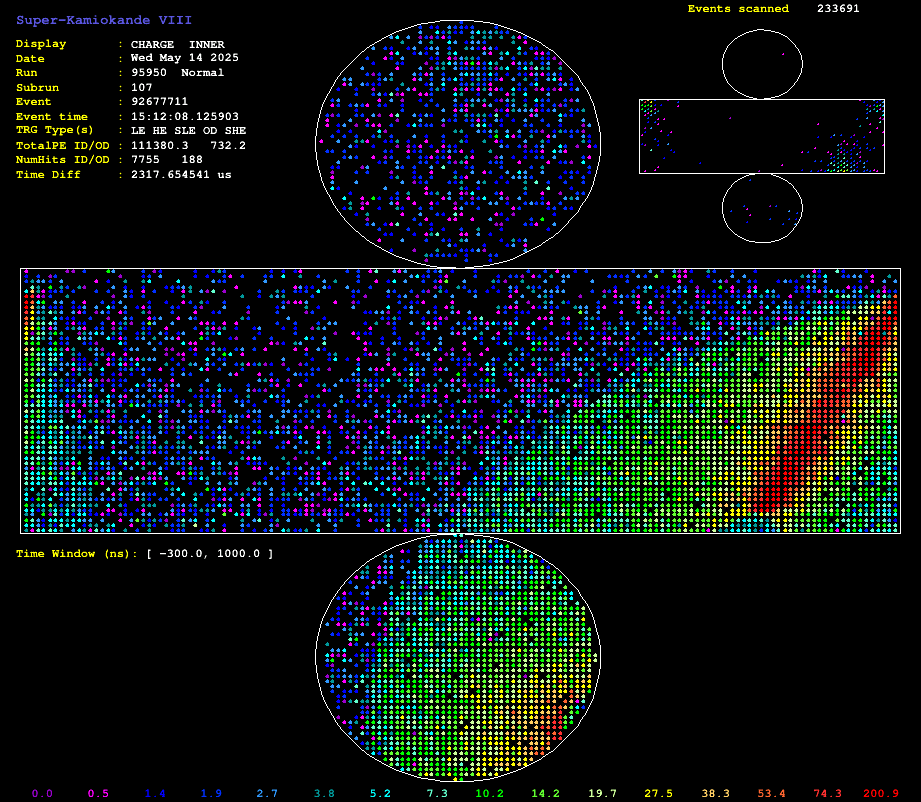 Super-Kamiokande VIII
Events scanned 233691
Display : CHARGE INNER
Date : Wed May 14 2025
Run : 95950 Normal
Subrun : 107
Event : 92677711
Event time : 15:12:08.125903
TRG Type(s) : LE HE SLE OD SHE
TotalPE ID/OD : 111380.3 732.2
NumHits ID/OD : 7755 188
Time Diff : 2317.654541 us
Time Window (ns): [ −300.0, 1000.0 ]
0.0 0.5 1.4 1.9 2.7 3.8 5.2 7.3 10.2 14.2 19.7 27.5 38.3 53.4 74.3 200.9